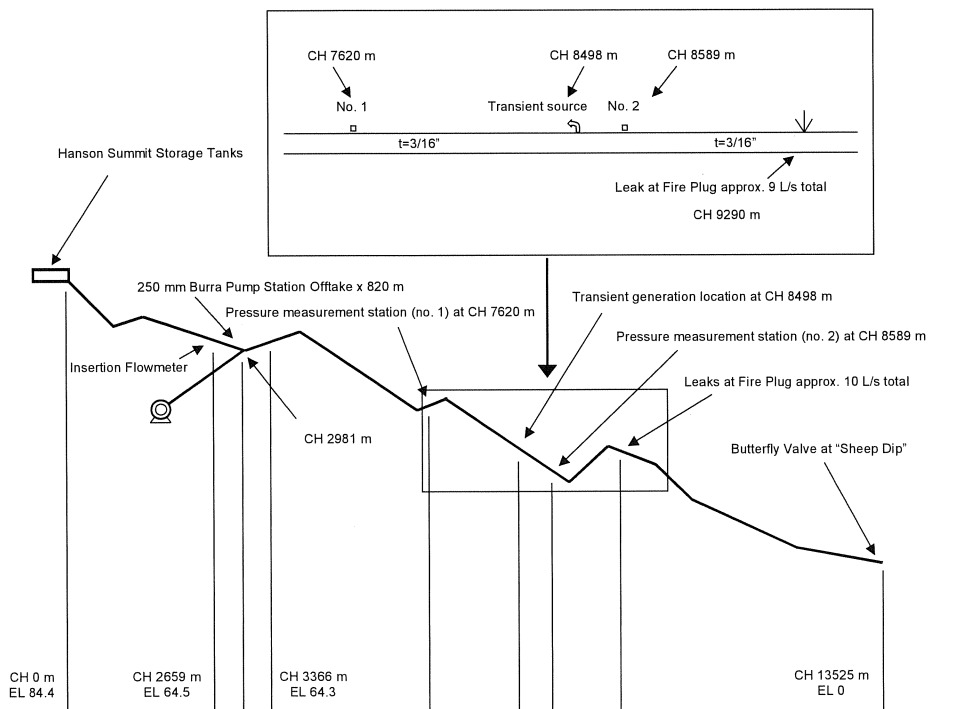 CH 7620 m
CH 8498 m
CH 8589 m
No. 1
Transient source
No. 2
t=3/16"
t=3/16"
Leak at Fire Plug approx. 9 L/s total
CH 9290 m
Hanson Summit Storage Tanks
250 mm Burra Pump Station Offtake x 820 m
Pressure measurement station (no. 1) at CH 7620 m
Transient generation location at CH 8498 m
Pressure measurement station (no. 2) at CH 8589 m
Insertion Flowmeter
Leaks at Fire Plug approx. 10 L/s total
CH 2981 m
Butterfly Valve at “Sheep Dip”
CH 0 m
EL 84.4
CH 2659 m
EL 64.5
CH 3366 m
EL 64.3
CH 13525 m
EL 0